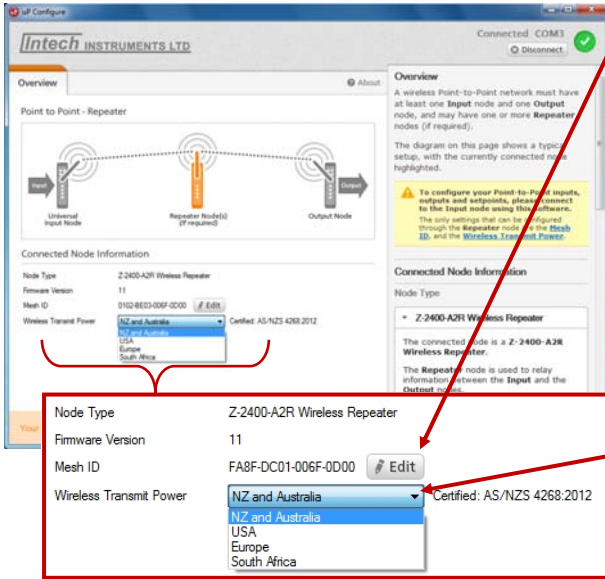 uP Configure
Intech INSTRUMENTS LTD
Connected COM3
Disconnect
Overview
About
Point to Point - Repeater
Input
Output
Universal
Input Node
Repeater Node(s)
(If required)
Output Node
Connected Node Information
Node Type Z-2400-A2R Wireless Repeater
Firmware Version 11
Mesh ID 0102-BE03-006F-0D00 Edit
Wireless Transmit Power NZ and Australia Certified: AS/NZS 4268:2012
NZ and Australia
USA
Europe
South Africa
Your
Overview
A wireless Point-to-Point network must have
at least one Input node and one Output
node, and may have one or more Repeater
nodes (if required).
The diagram on this page shows a typical
setup, with the currently connected node
highlighted.
To configure your Point-to-Point inputs,
outputs and setpoints, please connect
to the Input node using this software.
The only settings that can be configured
through the Repeater node are the Mesh
ID, and the Wireless Transmit Power.
Connected Node Information
Node Type
Z-2400-A2R Wireless Repeater
The connected node is a Z-2400-A2R
Wireless Repeater.
The Repeater node is used to relay
information between the Input and the
Output nodes.
Node Type Z-2400-A2R Wireless Repeater
Firmware Version 11
Mesh ID FA8F-DC01-006F-0D00 Edit
Wireless Transmit Power NZ and Australia Certified: AS/NZS 4268:2012
NZ and Australia
USA
Europe
South Africa